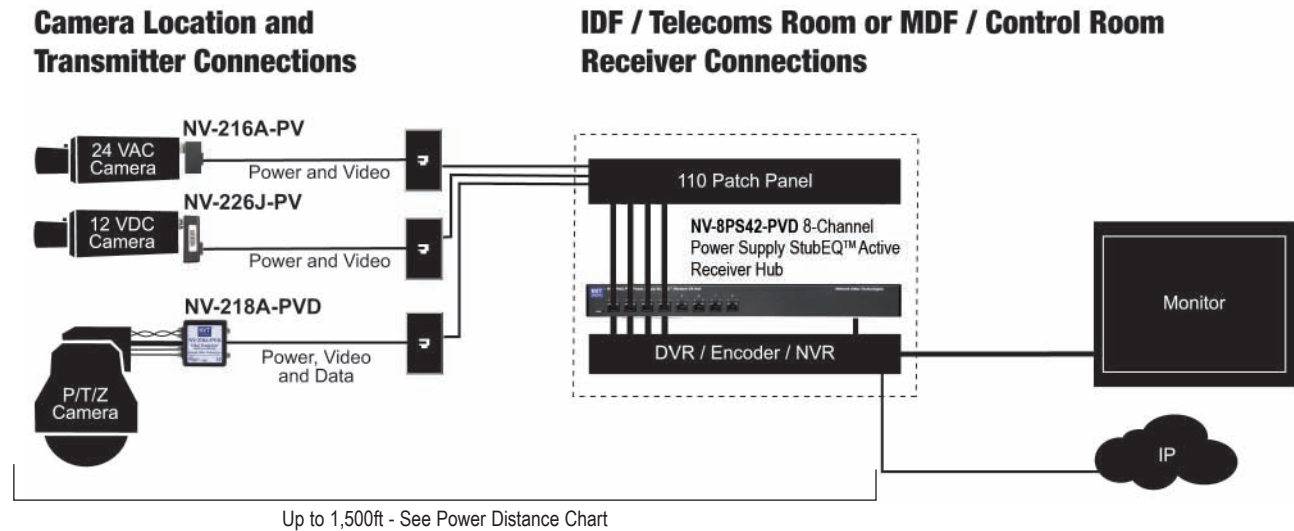 Camera Location and
Transmitter Connections
IDF / Telecoms Room or MDF / Control Room
Receiver Connections
NV-216A-PV
24 VAC
Camera
Power and Video
NV-226J-PV
12 VDC
Camera
Power and Video
NV-218A-PVD
Power, Video
and Data
P/T/Z
Camera
110 Patch Panel
NV-8PS42-PVD 8-Channel
Power Supply StubEQ™ Active
Receiver Hub
NVT
DVR / Encoder / NVR
Monitor
IP
Up to 1,500ft - See Power Distance Chart